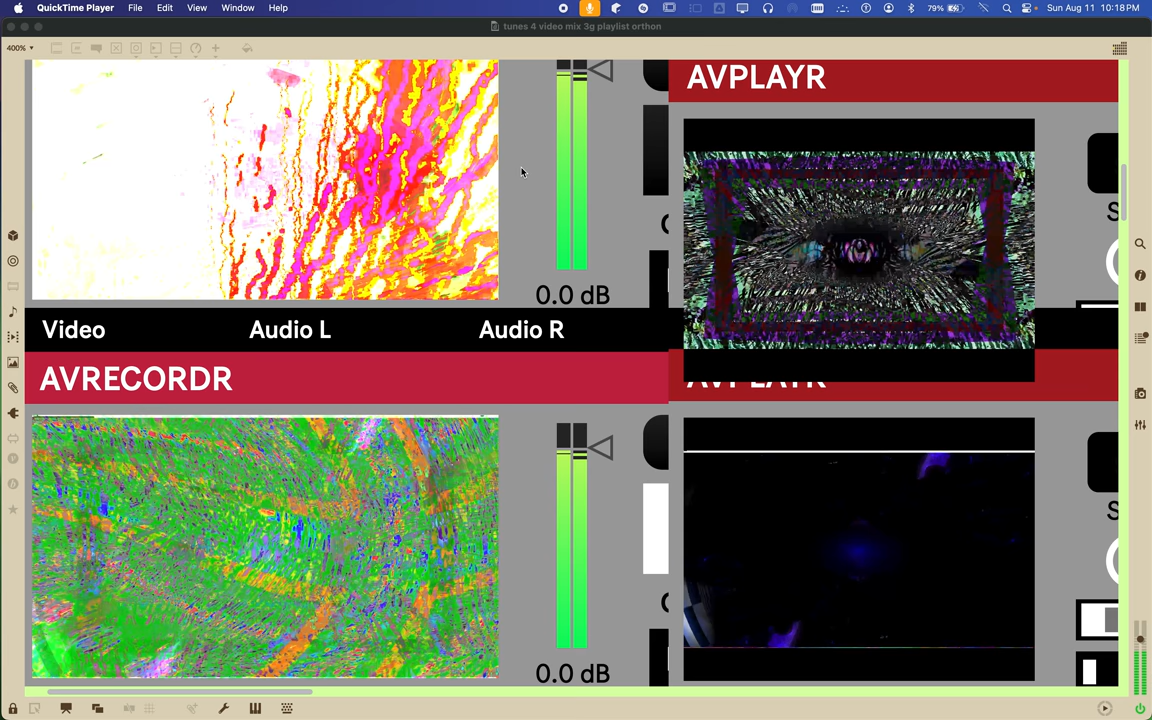 QuickTime Player File Edit View Window Help 79% Sun Aug 11 10:18 PM
tunes 4 video mix 3g playlist orthon
400%
AVPLAYR
0.0 dB
Video Audio L Audio R
AVRECORDR
AVPLAYR
S
S
0.0 dB